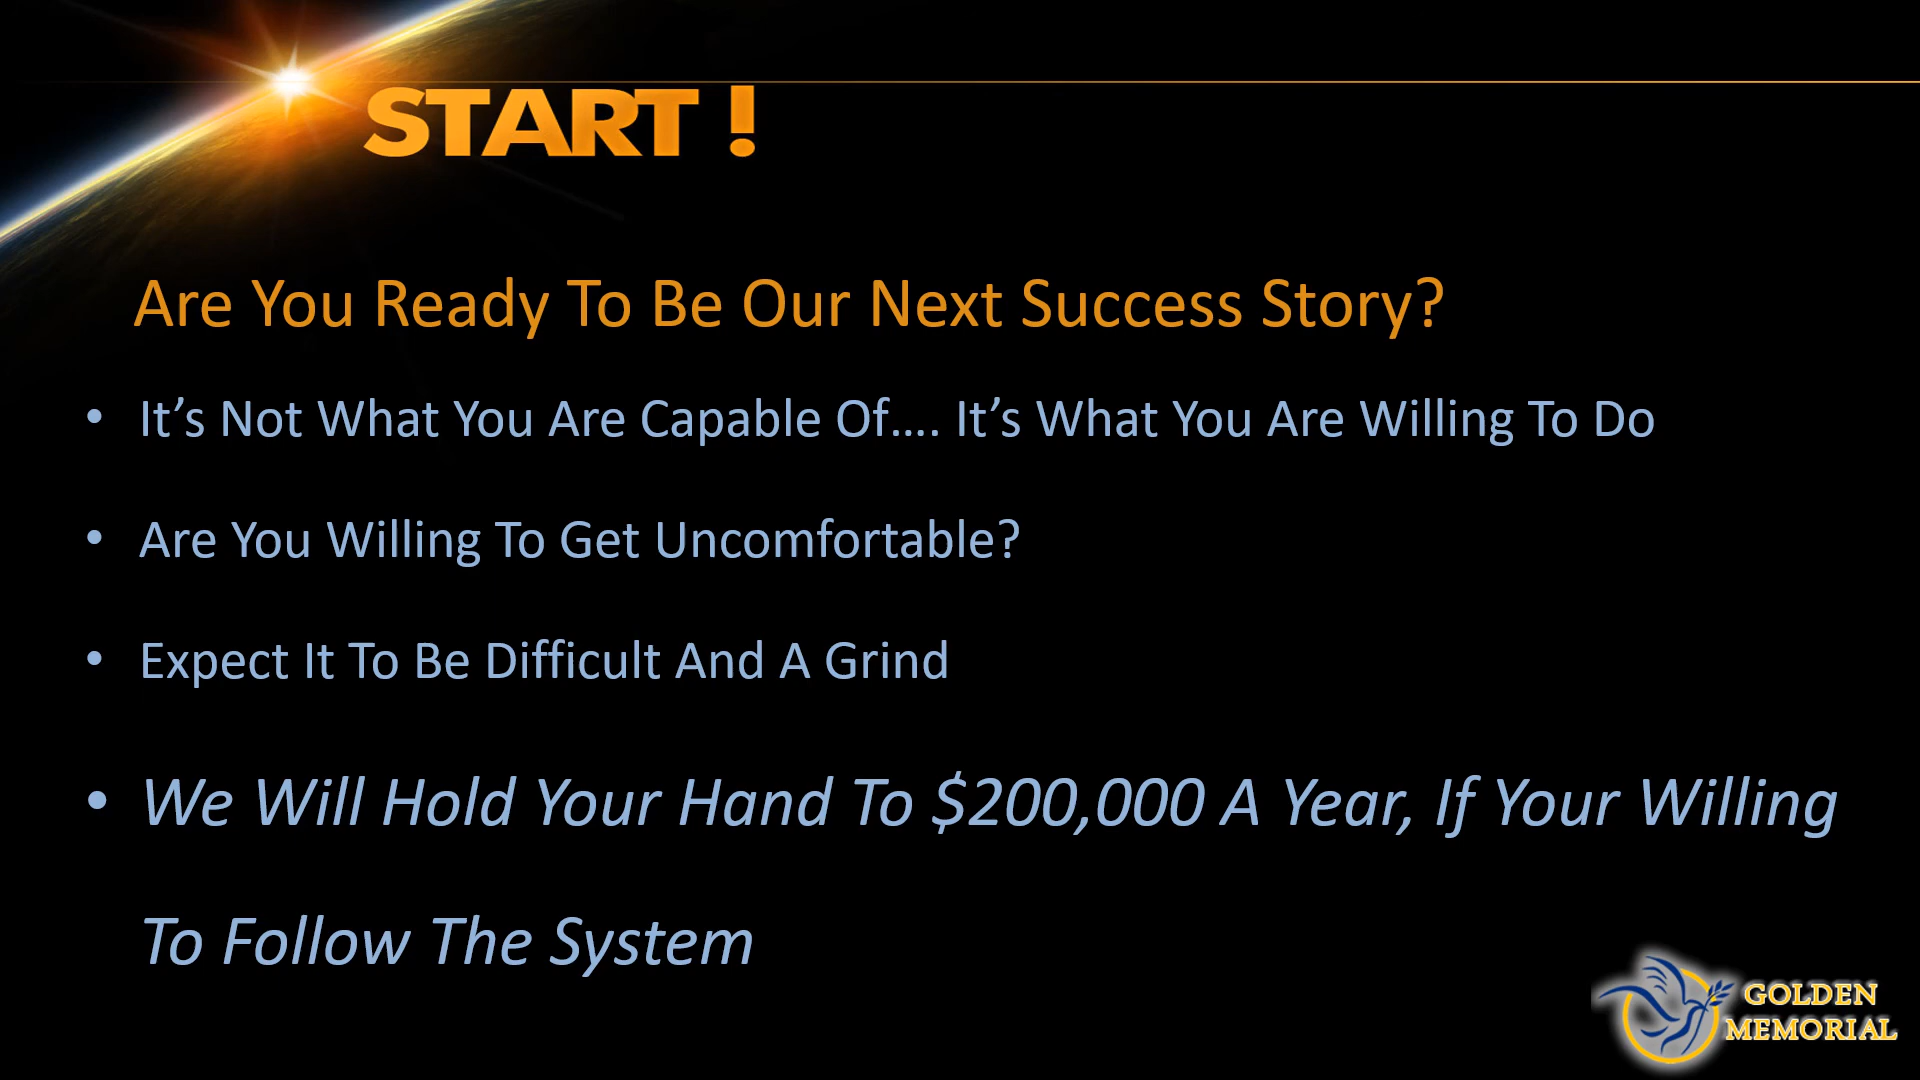 START !
Are You Ready To Be Our Next Success Story?
• It’s Not What You Are Capable Of.... It’s What You Are Willing To Do
• Are You Willing To Get Uncomfortable?
• Expect It To Be Difficult And A Grind
• We Will Hold Your Hand To $200,000 A Year, If Your Willing
To Follow The System
GOLDEN
MEMORIAL